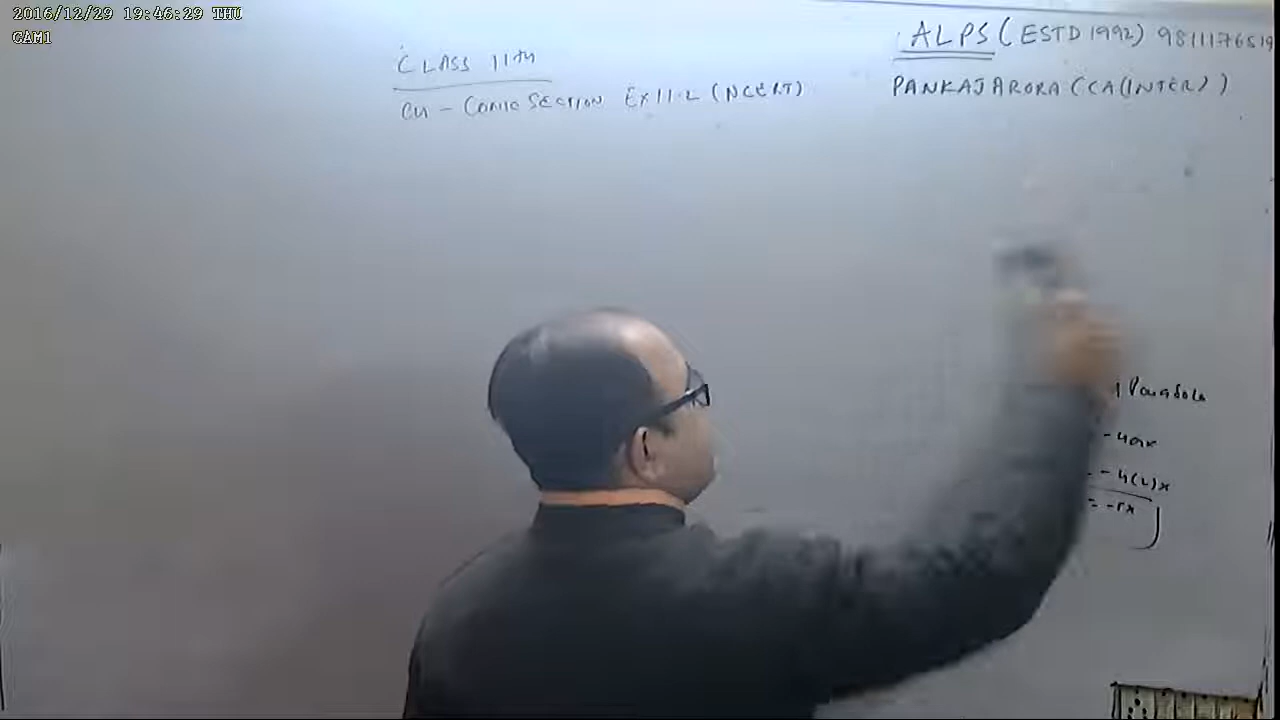 2016/12/29 19:46:29 THU
CAM1
CLASS 11th
CH - CONIC SECTION EX 11.2 (NCERT)
ALPS (ESTD 1992) 9811176519
PANKAJ ARORA (CA (INTER))
Parabola
- 4ax
= - 4(2)x
= -8x